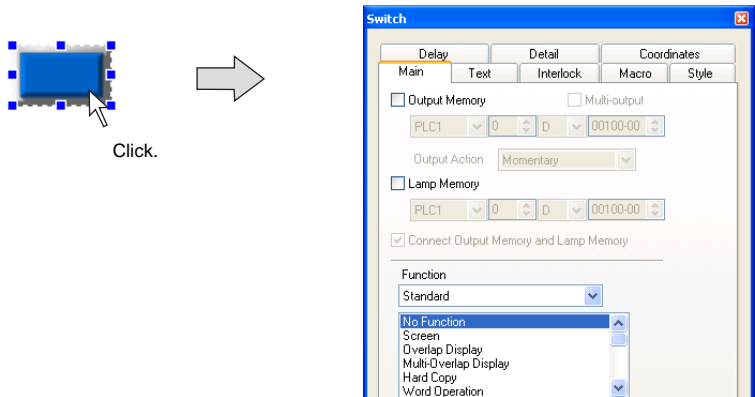 Switch
Delay Detail Coordinates
Main Text Interlock Macro Style
Output Memory Multi-output
PLC1 0 D 00100-00
Output Action Momentary
Lamp Memory
PLC1 0 D 00100-00
Connect Output Memory and Lamp Memory
Function
Standard
No Function
Screen
Overlap Display
Multi-Overlap Display
Hard Copy
Word Operation
Click.